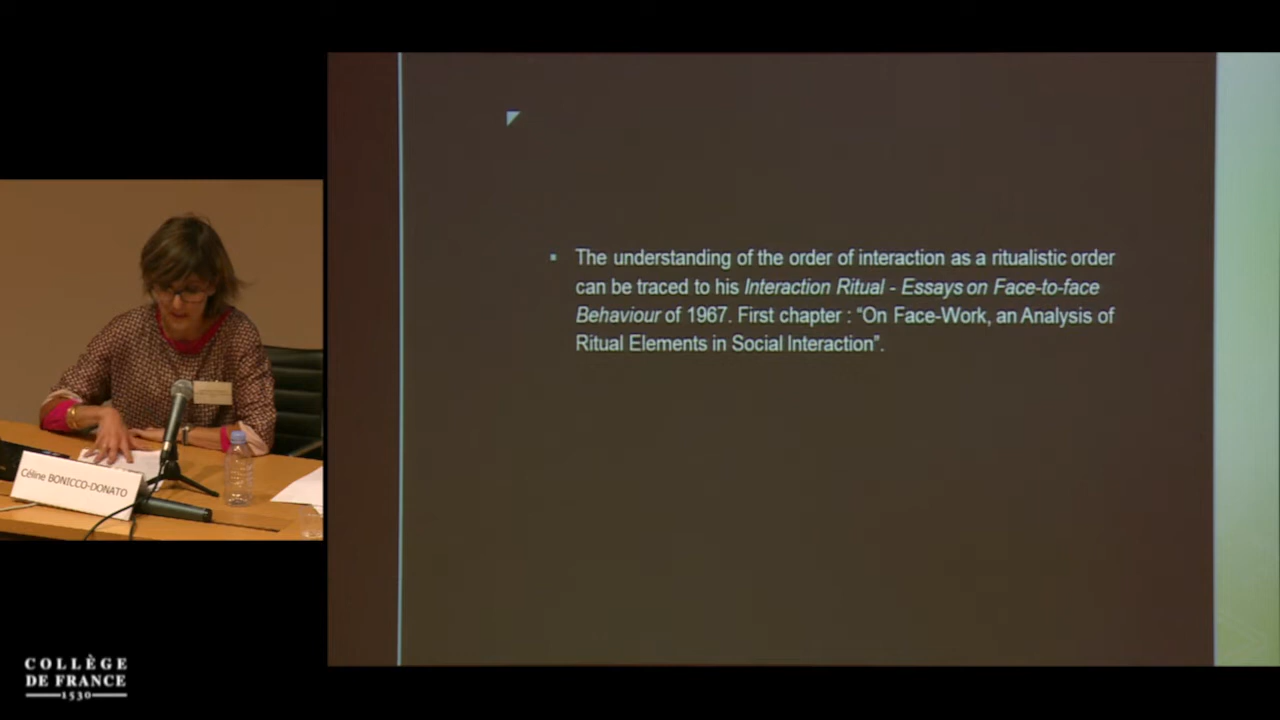 ▪ The understanding of the order of interaction as a ritualistic order
can be traced to his Interaction Ritual - Essays on Face-to-face
Behaviour of 1967. First chapter : “On Face-Work, an Analysis of
Ritual Elements in Social Interaction”.
Céline BONICCO-DONATO
COLLÈGE
DE FRANCE
1530